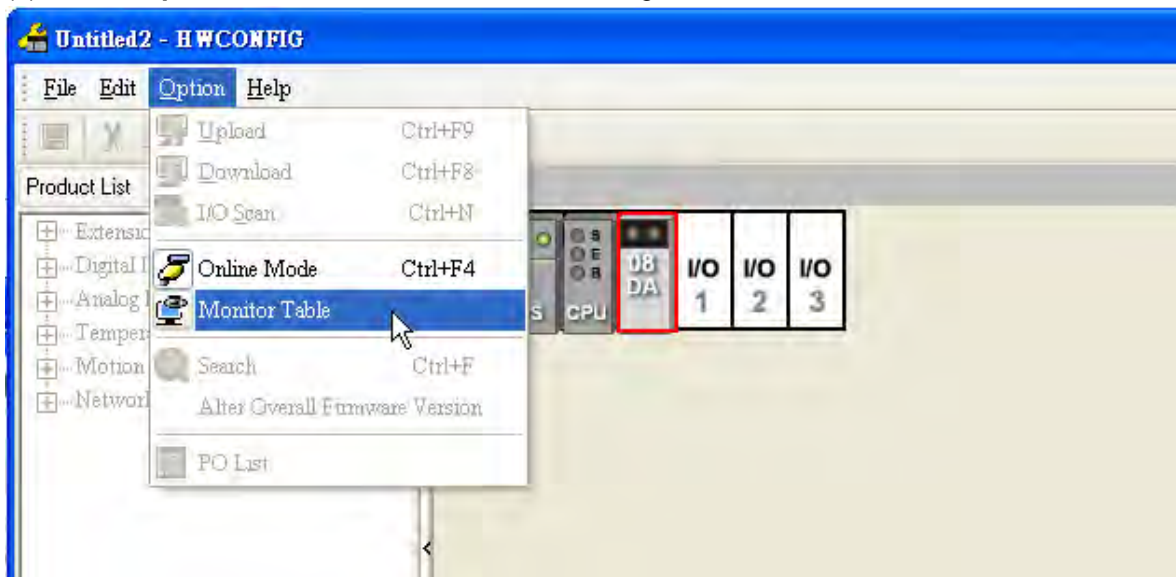 Untitled2 - HWCONFIG
File Edit Option Help
Upload Ctrl+F9
Download Ctrl+F8
Product List
I/O Scan Ctrl+N
Extensio
Digital I
Online Mode Ctrl+F4
Analog
Monitor Table
Temper
Motion
Search Ctrl+F
Networl
Alter Overall Firmware Version
PO List
S
CPU
S
E
R
08
DA
I/O
1
I/O
2
I/O
3
<